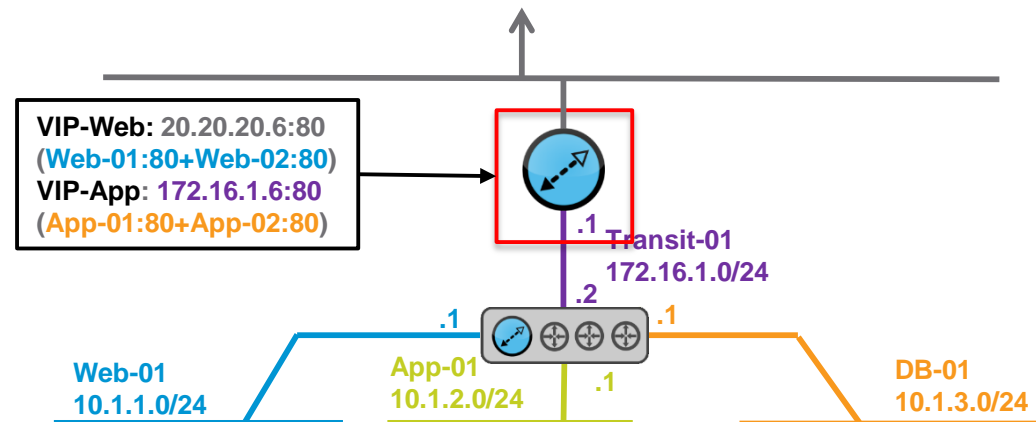 VIP-Web: 20.20.20.6:80
(Web-01:80+Web-02:80)
VIP-App: 172.16.1.6:80
(App-01:80+App-02:80)
.1
Transit-01
172.16.1.0/24
.2
.1
.1
Web-01
10.1.1.0/24
App-01
10.1.2.0/24
.1
DB-01
10.1.3.0/24